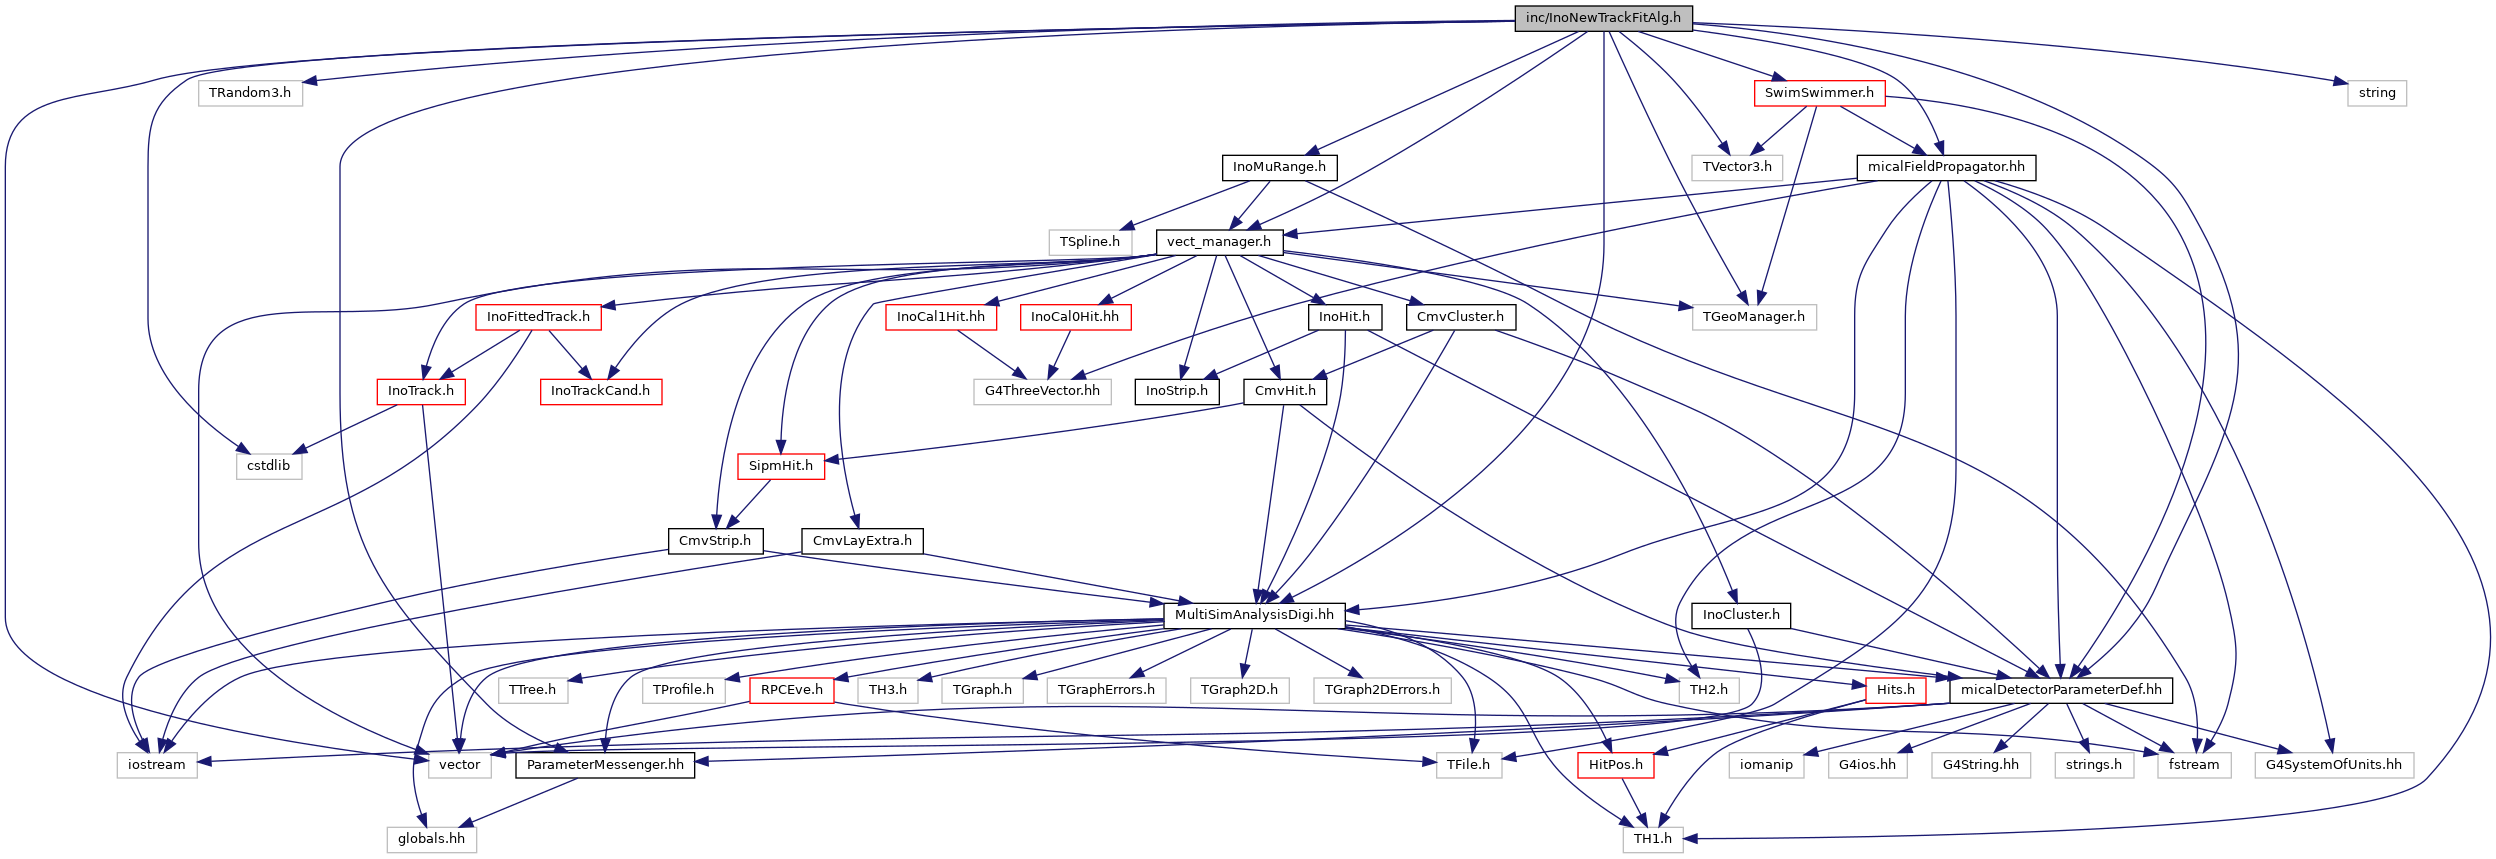 inc/InoNewTrackFitAlg.h
TRandom3.h
SwimSwimmer.h
string
InoMuRange.h
TVector3.h
micalFieldPropagator.hh
TSpline.h
vect_manager.h
InoFittedTrack.h
InoCal1Hit.hh
InoCal0Hit.hh
InoHit.h
CmvCluster.h
TGeoManager.h
InoTrack.h
InoTrackCand.h
G4ThreeVector.hh
InoStrip.h
CmvHit.h
cstdlib
SipmHit.h
CmvStrip.h
CmvLayExtra.h
MultiSimAnalysisDigi.hh
InoCluster.h
TTree.h
TProfile.h
RPCEve.h
TH3.h
TGraph.h
TGraphErrors.h
TGraph2D.h
TGraph2DErrors.h
TH2.h
Hits.h
micalDetectorParameterDef.hh
iostream
vector
ParameterMessenger.hh
TFile.h
HitPos.h
iomanip
G4ios.hh
G4String.hh
strings.h
fstream
G4SystemOfUnits.hh
globals.hh
TH1.h